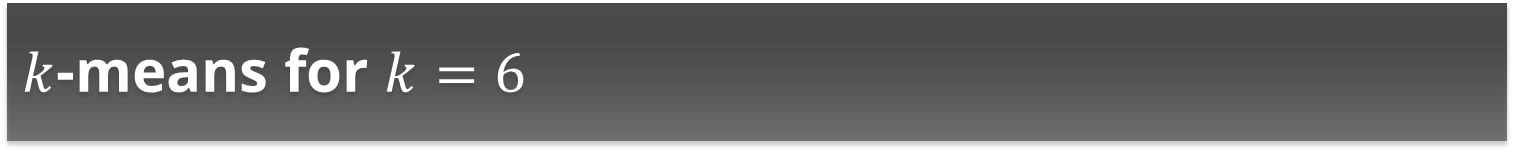 k-means for k = 6